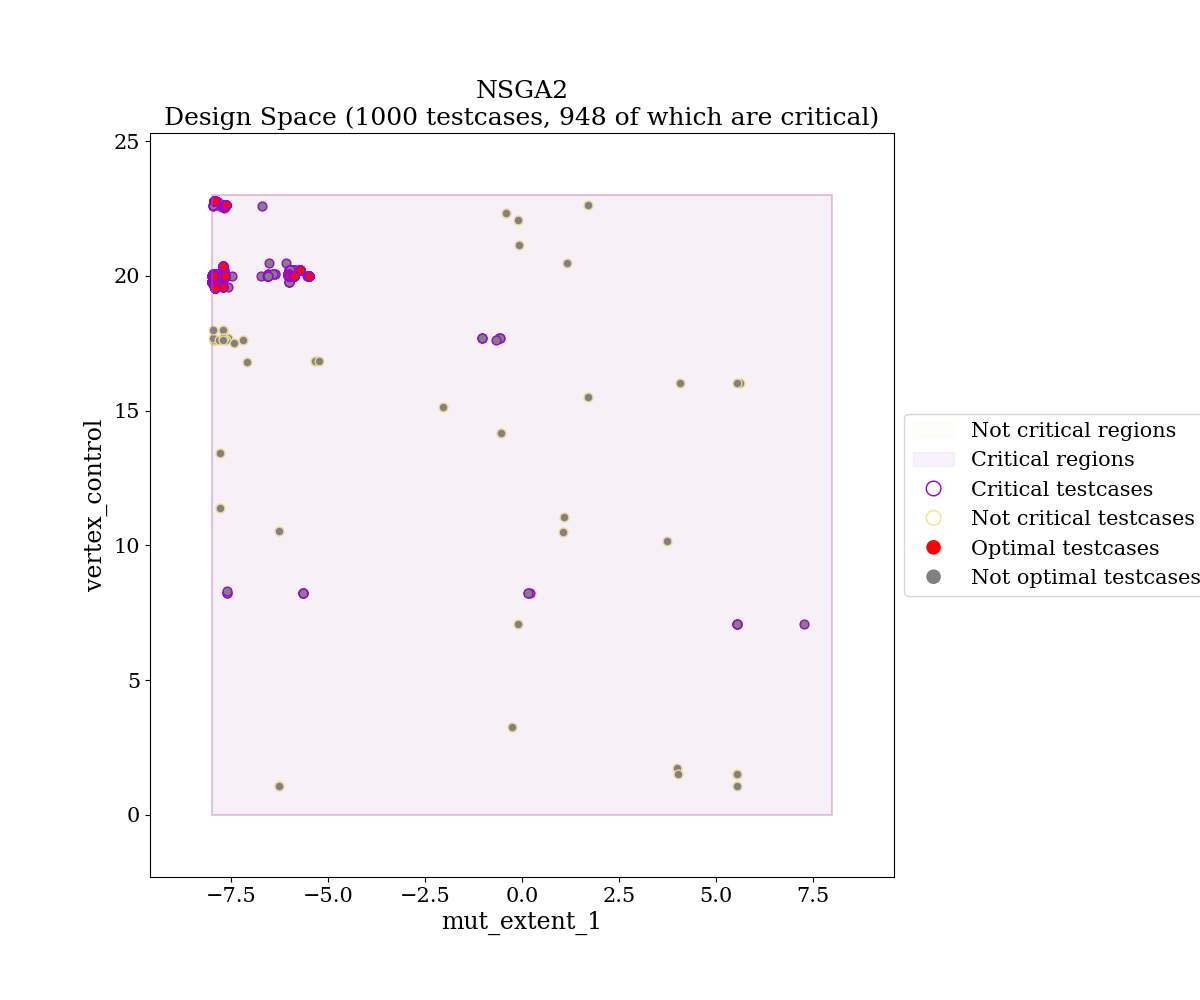 NSGA2
Design Space (1000 testcases, 948 of which are critical)
25
20
15
10
5
0
vertex_control
−7.5
−5.0
−2.5
0.0
2.5
5.0
7.5
mut_extent_1
Not critical regions
Critical regions
Critical testcases
Not critical testcases
Optimal testcases
Not optimal testcases